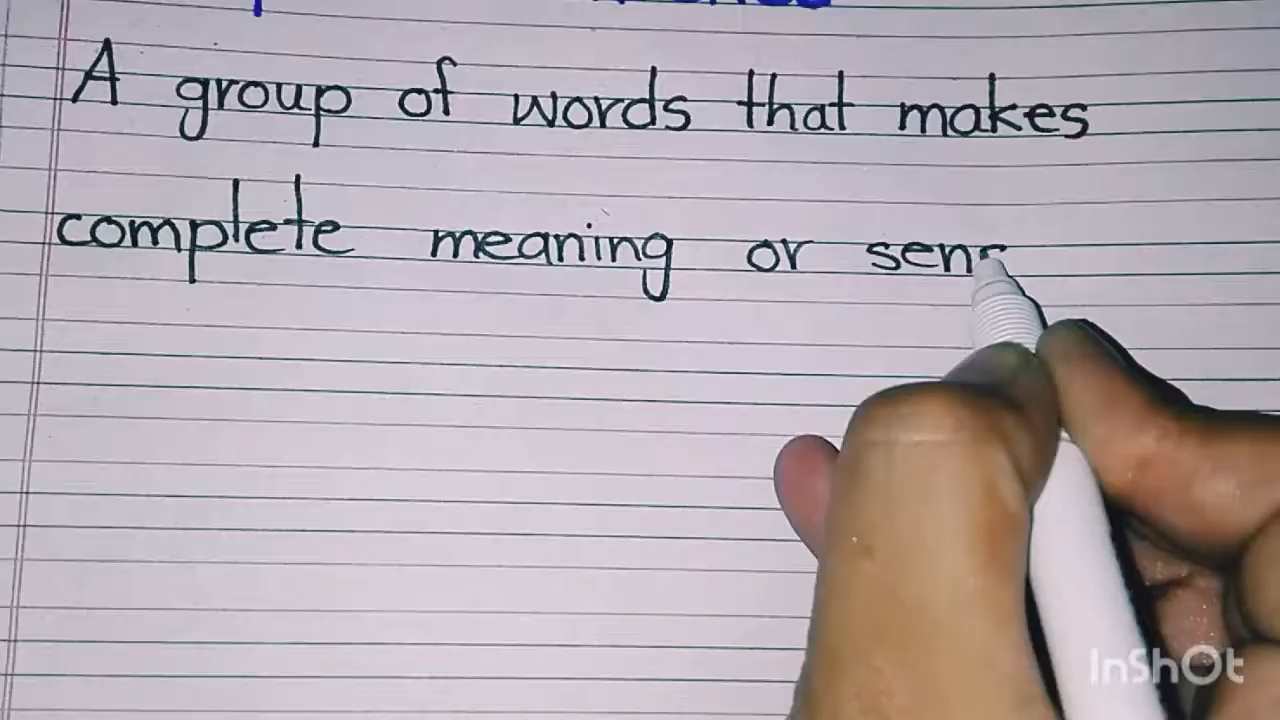 A group of words that makes
complete meaning or sens
InShOt